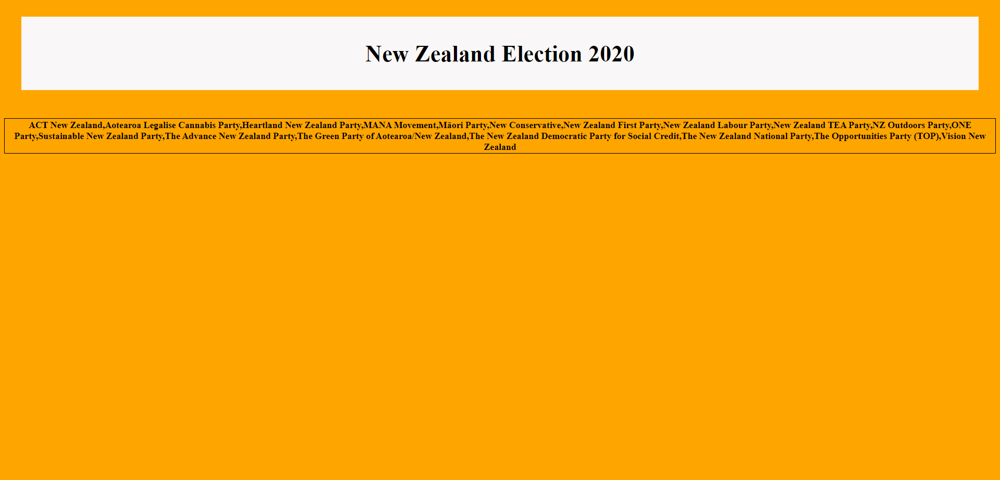 New Zealand Election 2020
ACT New Zealand,Aotearoa Legalise Cannabis Party,Heartland New Zealand Party,MANA Movement,Māori Party,New Conservative,New Zealand First Party,New Zealand Labour Party,New Zealand TEA Party,NZ Outdoors Party,ONE
Party,Sustainable New Zealand Party,The Advance New Zealand Party,The Green Party of Aotearoa/New Zealand,The New Zealand Democratic Party for Social Credit,The New Zealand National Party,The Opportunities Party (TOP),Vision New
Zealand